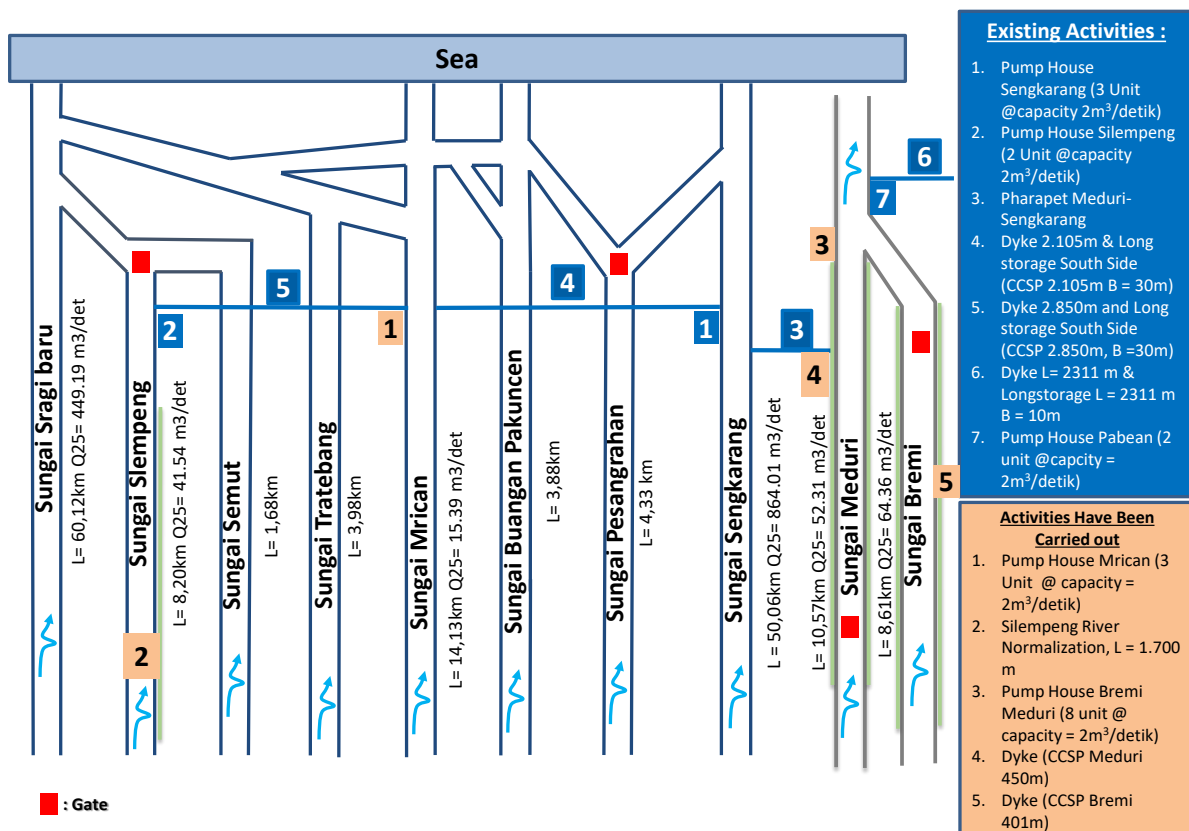 Sea
Existing Activities :
1. Pump House
Sengkarang (3 Unit
@capacity 2m³/detik)
2. Pump House Silempeng
(2 Unit @capacity
2m³/detik)
3. Pharapet Meduri-
Sengkarang
4. Dyke 2.105m & Long
storage South Side
(CCSP 2.105m B = 30m)
5. Dyke 2.850m and Long
storage South Side
(CCSP 2.850m, B =30m)
6. Dyke L= 2311 m &
Longstorage L = 2311 m
B = 10m
7. Pump House Pabean (2
unit @capcity =
2m³/detik)
Activities Have Been
Carried out
1. Pump House Mrican (3
Unit @ capacity =
2m³/detik)
2. Silempeng River
Normalization, L = 1.700
m
3. Pump House Bremi
Meduri (8 unit @
capacity = 2m³/detik)
4. Dyke (CCSP Meduri
450m)
5. Dyke (CCSP Bremi
401m)
6
7
3
4
5
2
1
1
3
4
5
2
Sungai Sragi baru
L= 60,12km Q25= 449.19 m3/det
Sungai Slempeng
L= 8,20km Q25= 41.54 m3/det
Sungai Semut
L= 1,68km
Sungai Tratebang
L= 3,98km
Sungai Mrican
L= 14,13km Q25= 15.39 m3/det
Sungai Buangan Pakuncen
L= 3,88km
Sungai Pesangrahan
L= 4,33 km
Sungai Sengkarang
L= 50,06km Q25= 864.01 m3/det
L= 10,57km Q25= 52.31 m3/det
Sungai Meduri
L= 8,61km Q25= 64.36 m3/det
Sungai Bremi
: Gate